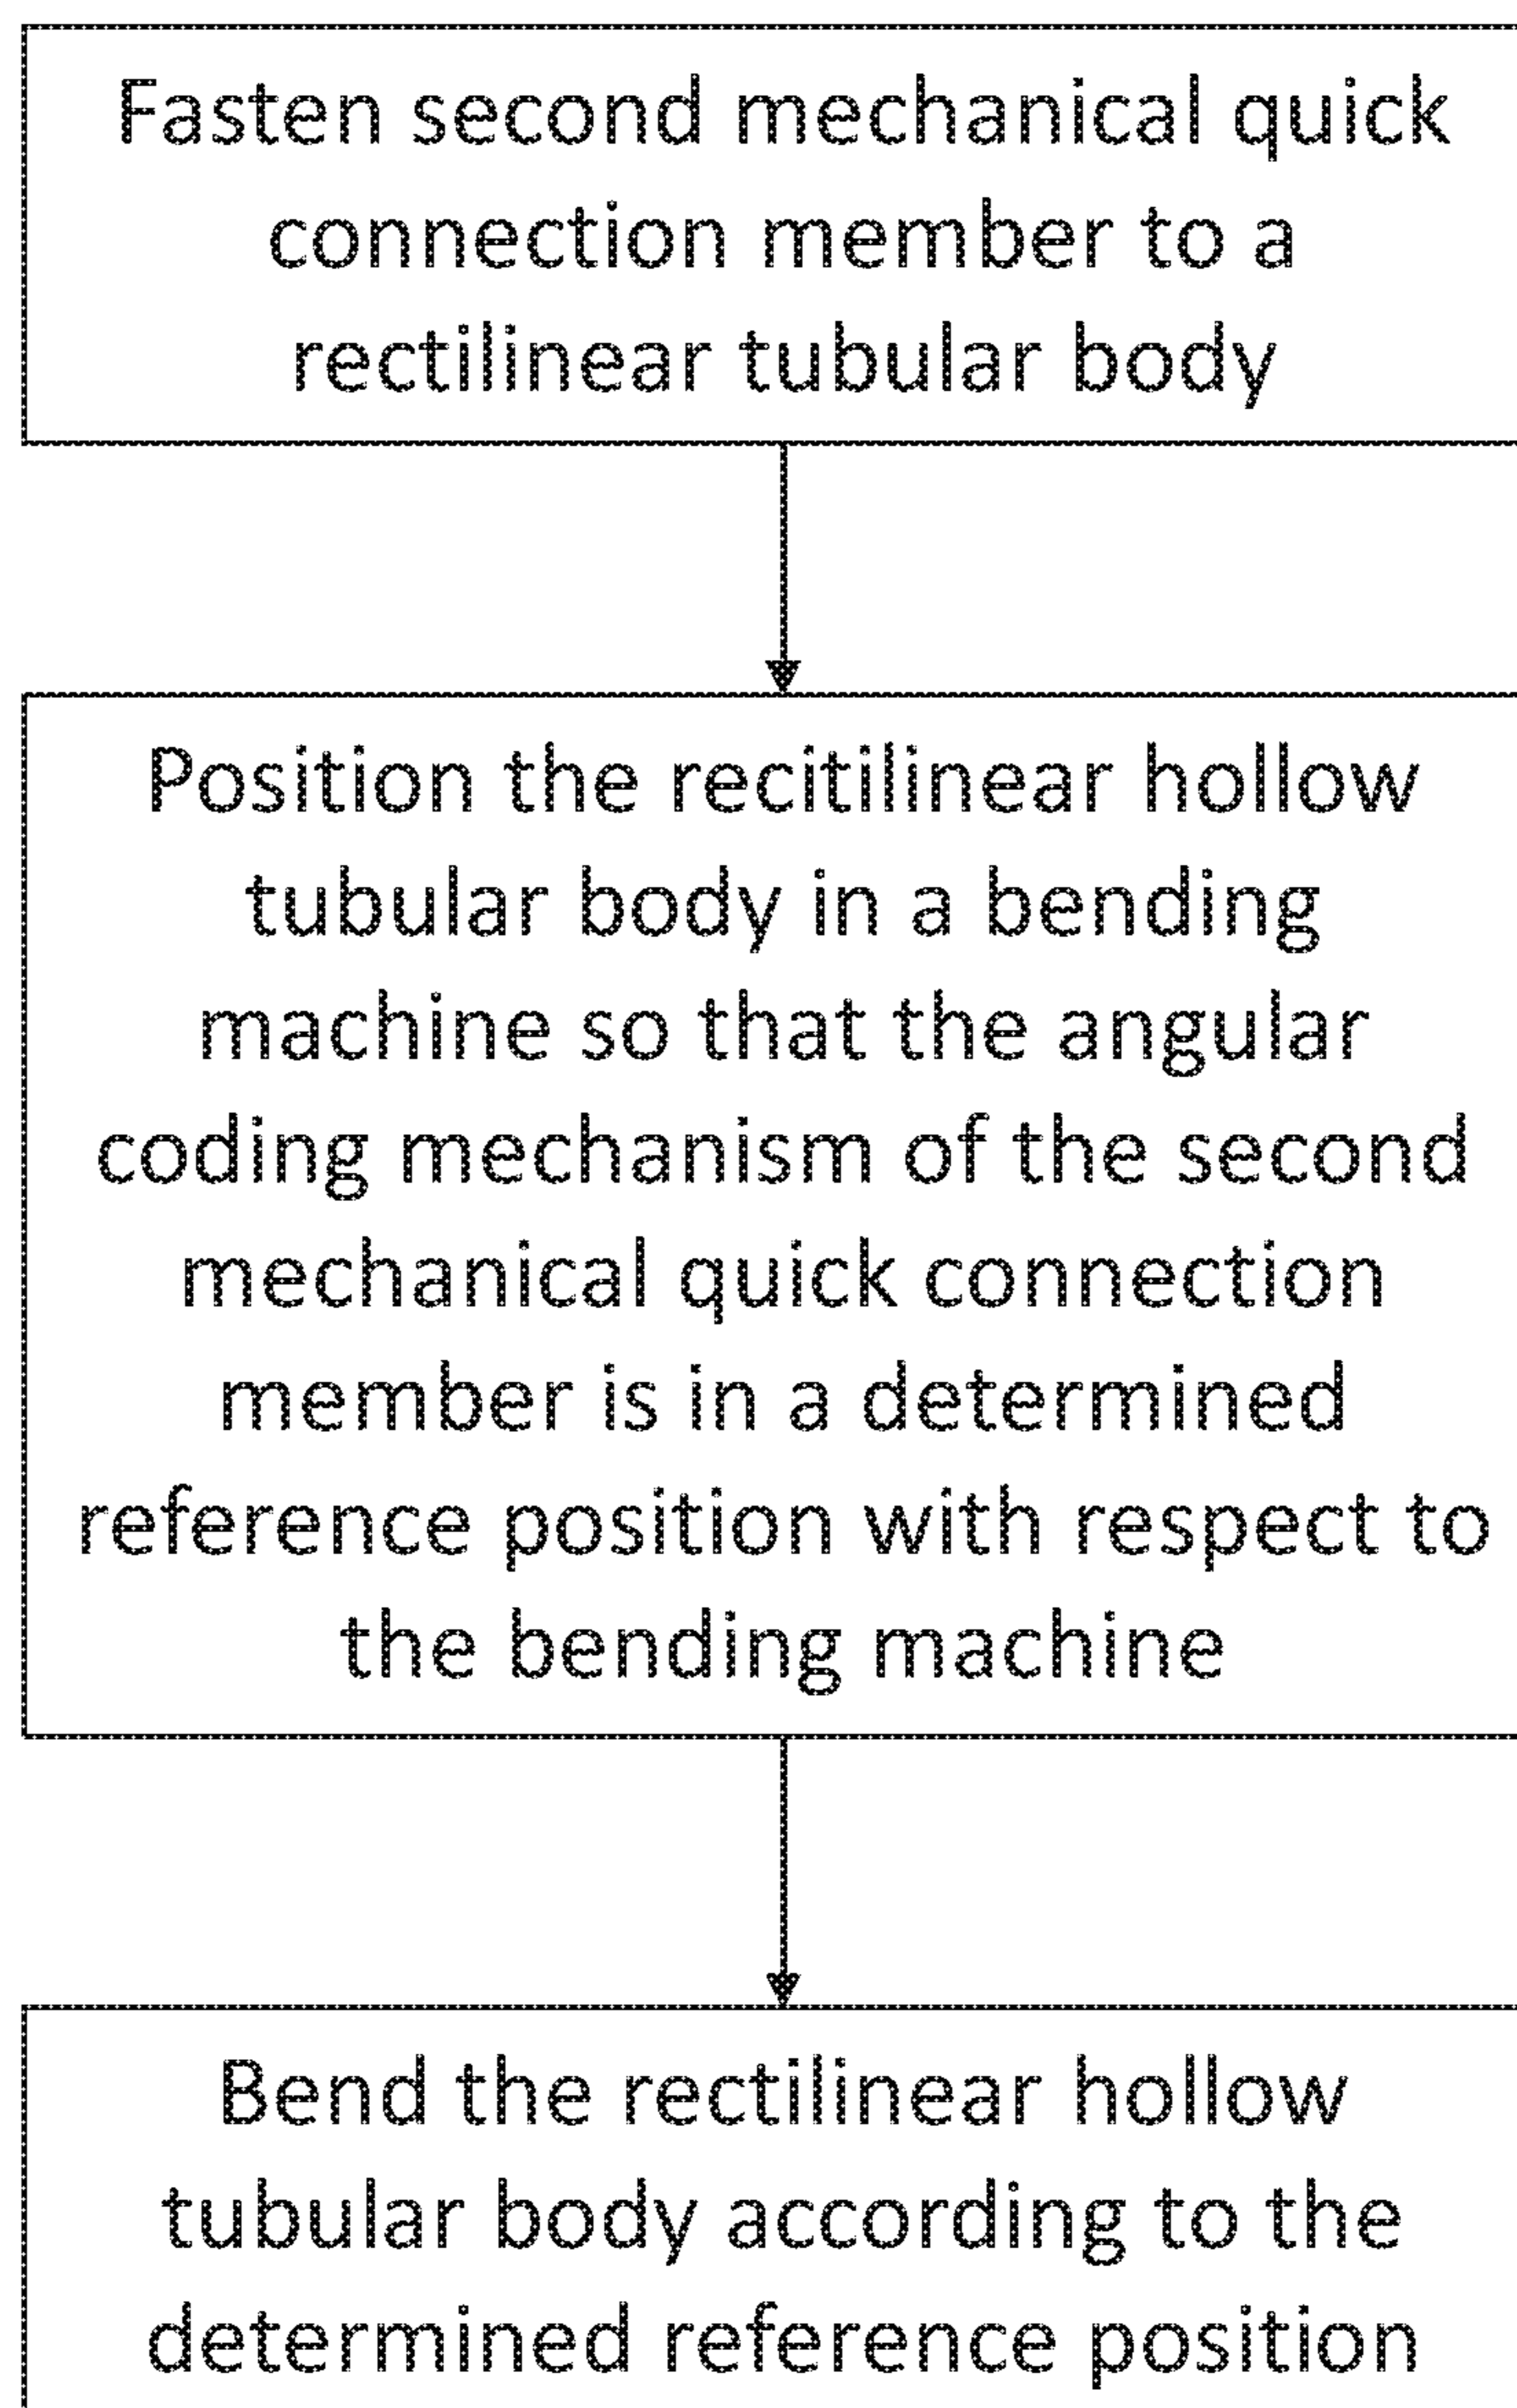 Fasten second mechanical quick
connection member to a
rectilinear tubular body
Position the recitilinear hollow
tubular body in a bending
machine so that the angular
coding mechanism of the second
mechanical quick connection
member is in a determined
reference position with respect to
the bending machine
Bend the rectilinear hollow
tubular body according to the
determined reference position